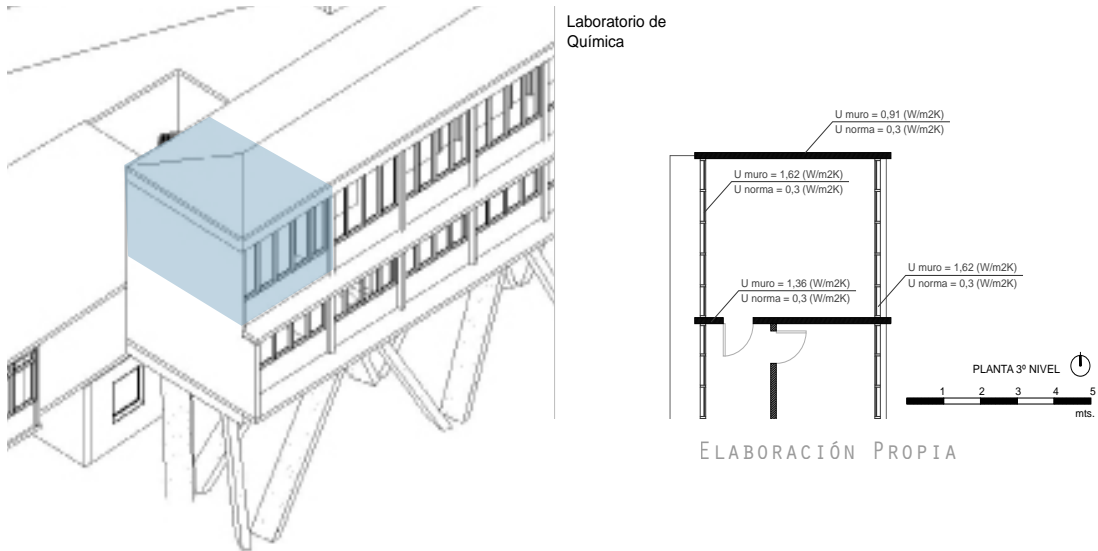 Laboratorio de
Química
U muro = 0,91 (W/m2K)
U norma = 0,3 (W/m2K)
U muro = 1,62 (W/m2K)
U norma = 0,3 (W/m2K)
U muro = 1,62 (W/m2K)
U norma = 0,3 (W/m2K)
U muro = 1,36 (W/m2K)
U norma = 0,3 (W/m2K)
PLANTA 3º NIVEL
1 2 3 4 5
mts.
ELABORACIÓN PROPIA